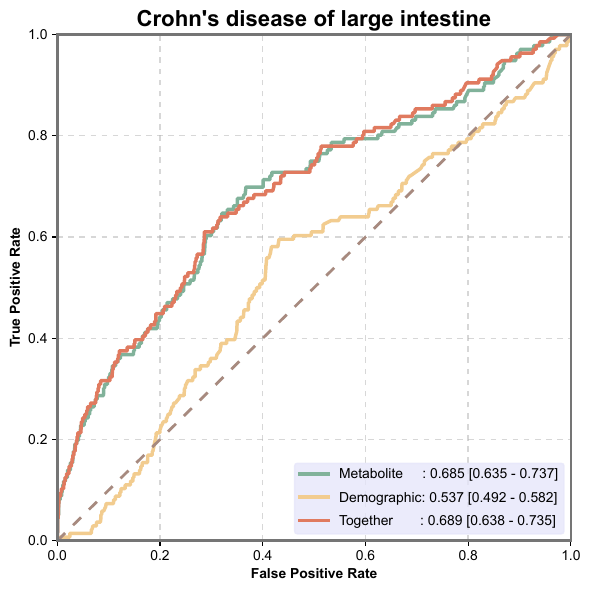 Crohn's disease of large intestine
1.0
0.8
0.6
0.4
0.2
0.0
True Positive Rate
0.0 0.2 0.4 0.6 0.8 1.0
False Positive Rate
Metabolite : 0.685 [0.635 - 0.737]
Demographic: 0.537 [0.492 - 0.582]
Together : 0.689 [0.638 - 0.735]